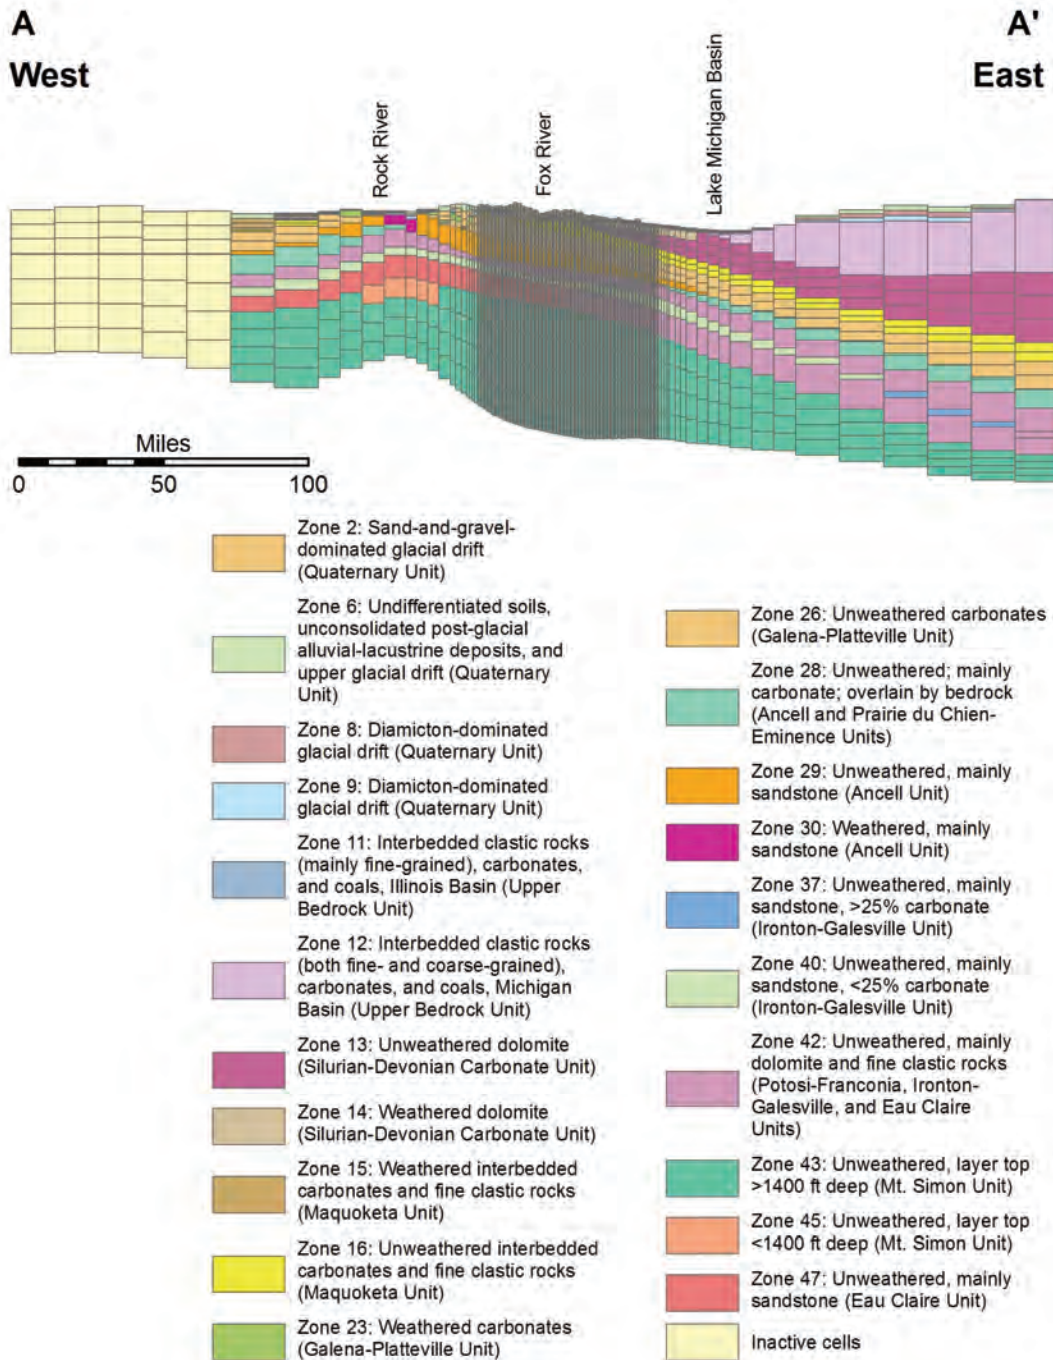 A
A'
West
East
Rock River
Fox River
Lake Michigan Basin
Miles
0
50
100
Zone 2: Sand-and-gravel-
dominated glacial drift
(Quaternary Unit)
Zone 6: Undifferentiated soils,
unconsolidated post-glacial
alluvial-lacustrine deposits, and
upper glacial drift (Quaternary
Unit)
Zone 8: Diamicton-dominated
glacial drift (Quaternary Unit)
Zone 9: Diamicton-dominated
glacial drift (Quaternary Unit)
Zone 11: Interbedded clastic rocks
(mainly fine-grained), carbonates,
and coals, Illinois Basin (Upper
Bedrock Unit)
Zone 12: Interbedded clastic rocks
(both fine- and coarse-grained),
carbonates, and coals, Michigan
Basin (Upper Bedrock Unit)
Zone 13: Unweathered dolomite
(Silurian-Devonian Carbonate Unit)
Zone 14: Weathered dolomite
(Silurian-Devonian Carbonate Unit)
Zone 15: Weathered interbedded
carbonates and fine clastic rocks
(Maquoketa Unit)
Zone 16: Unweathered interbedded
carbonates and fine clastic rocks
(Maquoketa Unit)
Zone 23: Weathered carbonates
(Galena-Platteville Unit)
Zone 26: Unweathered carbonates
(Galena-Platteville Unit)
Zone 28: Unweathered; mainly
carbonate; overlain by bedrock
(Ancell and Prairie du Chien-
Eminence Units)
Zone 29: Unweathered, mainly
sandstone (Ancell Unit)
Zone 30: Weathered, mainly
sandstone (Ancell Unit)
Zone 37: Unweathered, mainly
sandstone, >25% carbonate
(Ironton-Galesville Unit)
Zone 40: Unweathered, mainly
sandstone, <25% carbonate
(Ironton-Galesville Unit)
Zone 42: Unweathered, mainly
dolomite and fine clastic rocks
(Potosi-Franconia, Ironton-
Galesville, and Eau Claire
Units)
Zone 43: Unweathered, layer top
>1400 ft deep (Mt. Simon Unit)
Zone 45: Unweathered, layer top
<1400 ft deep (Mt. Simon Unit)
Zone 47: Unweathered, mainly
sandstone (Eau Claire Unit)
Inactive cells